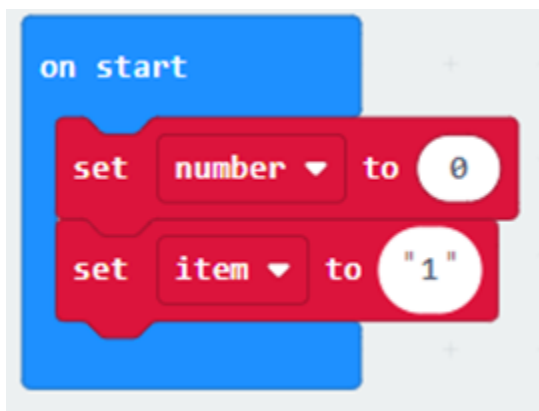 on start
set number to 0
set item to "1"